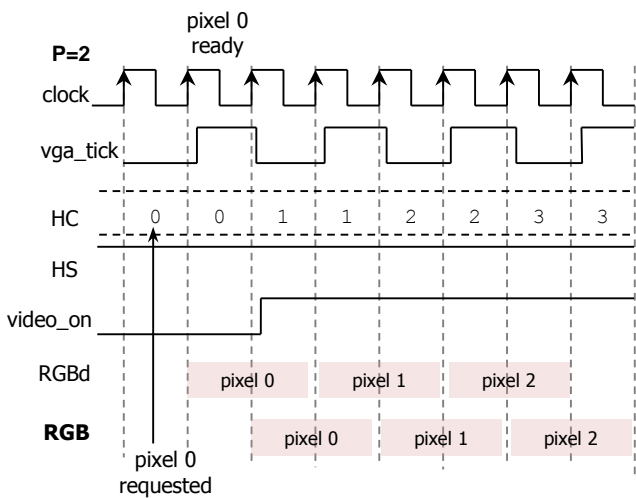 pixel 0
ready
P=2
clock
vga_tick
HC 0 0 1 1 2 2 3 3
HS
video_on
RGBd pixel 0 pixel 1 pixel 2
RGB pixel 0 pixel 1 pixel 2
pixel 0
requested